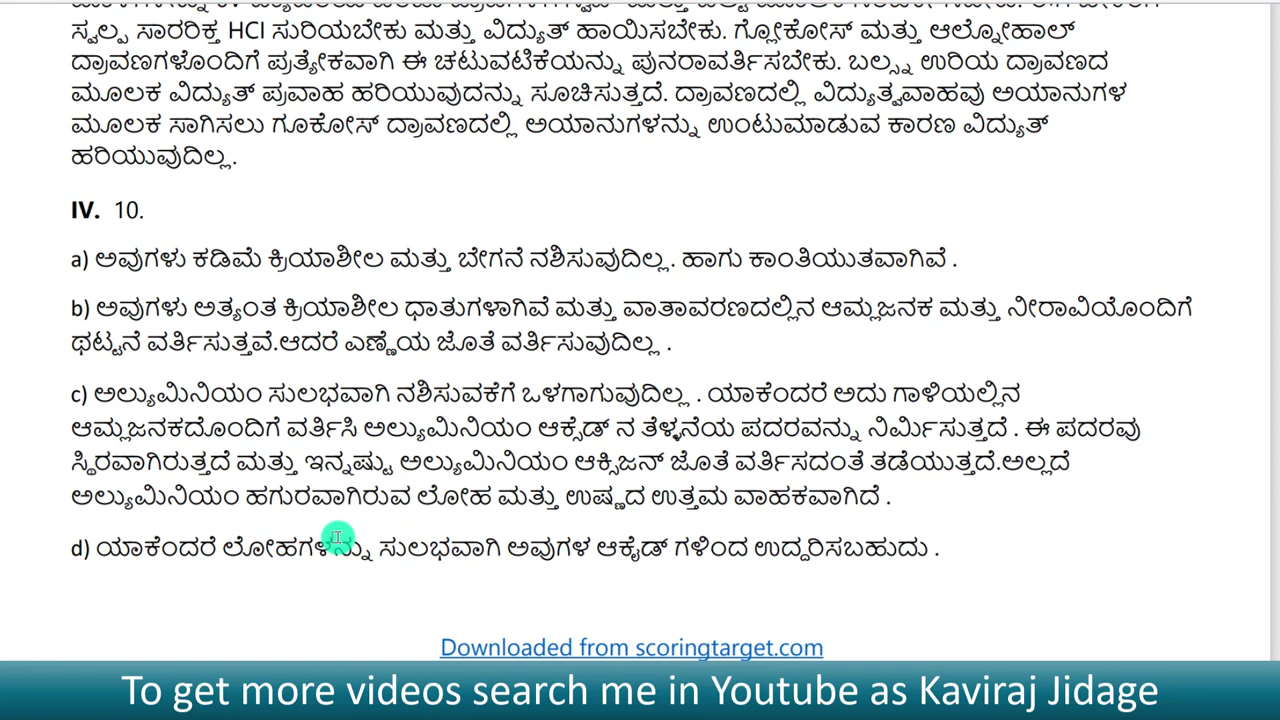 ಸ್ವಲ್ಪ ಸಾರರಿಕ್ತ HCl ಸುರಿಯಬೇಕು ಮತ್ತು ವಿದ್ಯುತ್ ಹಾಯಿಸಬೇಕು. ಗ್ಲೋಕೋಸ್ ಮತ್ತು ಆಲ್ಕೋಹಾಲ್
ದ್ರಾವಣಗಳೊಂದಿಗೆ ಪ್ರತ್ಯೇಕವಾಗಿ ಈ ಚಟುವಟಿಕೆಯನ್ನು ಪುನರಾವರ್ತಿಸಬೇಕು. ಬಲ್ಸ್ನ ಉರಿಯ ದ್ರಾವಣದ
ಮೂಲಕ ವಿದ್ಯುತ್ ಪ್ರವಾಹ ಹರಿಯುವುದನ್ನು ಸೂಚಿಸುತ್ತದೆ. ದ್ರಾವಣದಲ್ಲಿ ವಿದ್ಯುತ್ವವಾಹವು ಅಯಾನುಗಳ
ಮೂಲಕ ಸಾಗಿಸಲು ಗೂಕೋಸ್ ದ್ರಾವಣದಲ್ಲಿ ಅಯಾನುಗಳನ್ನು ಉಂಟುಮಾಡುವ ಕಾರಣ ವಿದ್ಯುತ್
ಹರಿಯುವುದಿಲ್ಲ.
IV. 10.
a) ಅವುಗಳು ಕಡಿಮೆ ಕ್ರಿಯಾಶೀಲ ಮತ್ತು ಬೇಗನೆ ನಶಿಸುವುದಿಲ್ಲ. ಹಾಗು ಕಾಂತಿಯುತವಾಗಿವೆ .
b) ಅವುಗಳು ಅತ್ಯಂತ ಕ್ರಿಯಾಶೀಲ ಧಾತುಗಳಾಗಿವೆ ಮತ್ತು ವಾತಾವರಣದಲ್ಲಿನ ಆಮ್ಲಜನಕ ಮತ್ತು ನೀರಾವಿಯೊಂದಿಗೆ
ಥಟ್ಟನೆ ವರ್ತಿಸುತ್ತವೆ.ಆದರೆ ಎಣ್ಣೆಯ ಜೊತೆ ವರ್ತಿಸುವುದಿಲ್ಲ .
c) ಅಲ್ಯುಮಿನಿಯಂ ಸುಲಭವಾಗಿ ನಶಿಸುವಕೆಗೆ ಒಳಗಾಗುವುದಿಲ್ಲ . ಯಾಕೆಂದರೆ ಅದು ಗಾಳಿಯಲ್ಲಿನ
ಆಮ್ಲಜನಕದೊಂದಿಗೆ ವರ್ತಿಸಿ ಅಲ್ಯುಮಿನಿಯಂ ಆಕ್ಸೆಡ್ ನ ತೆಳ್ಳನೆಯ ಪದರವನ್ನು ನಿರ್ಮಿಸುತ್ತದೆ . ಈ ಪದರವು
ಸ್ಥಿರವಾಗಿರುತ್ತದೆ ಮತ್ತು ಇನ್ನಷ್ಟು ಅಲ್ಯುಮಿನಿಯಂ ಆಕ್ಸಿಜನ್ ಜೊತೆ ವರ್ತಿಸದಂತೆ ತಡೆಯುತ್ತದೆ.ಅಲ್ಲದೆ
ಅಲ್ಯುಮಿನಿಯಂ ಹಗುರವಾಗಿರುವ ಲೋಹ ಮತ್ತು ಉಷ್ಣದ ಉತ್ತಮ ವಾಹಕವಾಗಿದೆ .
d) ಯಾಕೆಂದರೆ ಲೋಹಗಳನ್ನು ಸುಲಭವಾಗಿ ಅವುಗಳ ಆಕೈಡ್ ಗಳಿಂದ ಉದ್ದರಿಸಬಹುದು .
Downloaded from scoringtarget.com
To get more videos search me in Youtube as Kaviraj Jidage